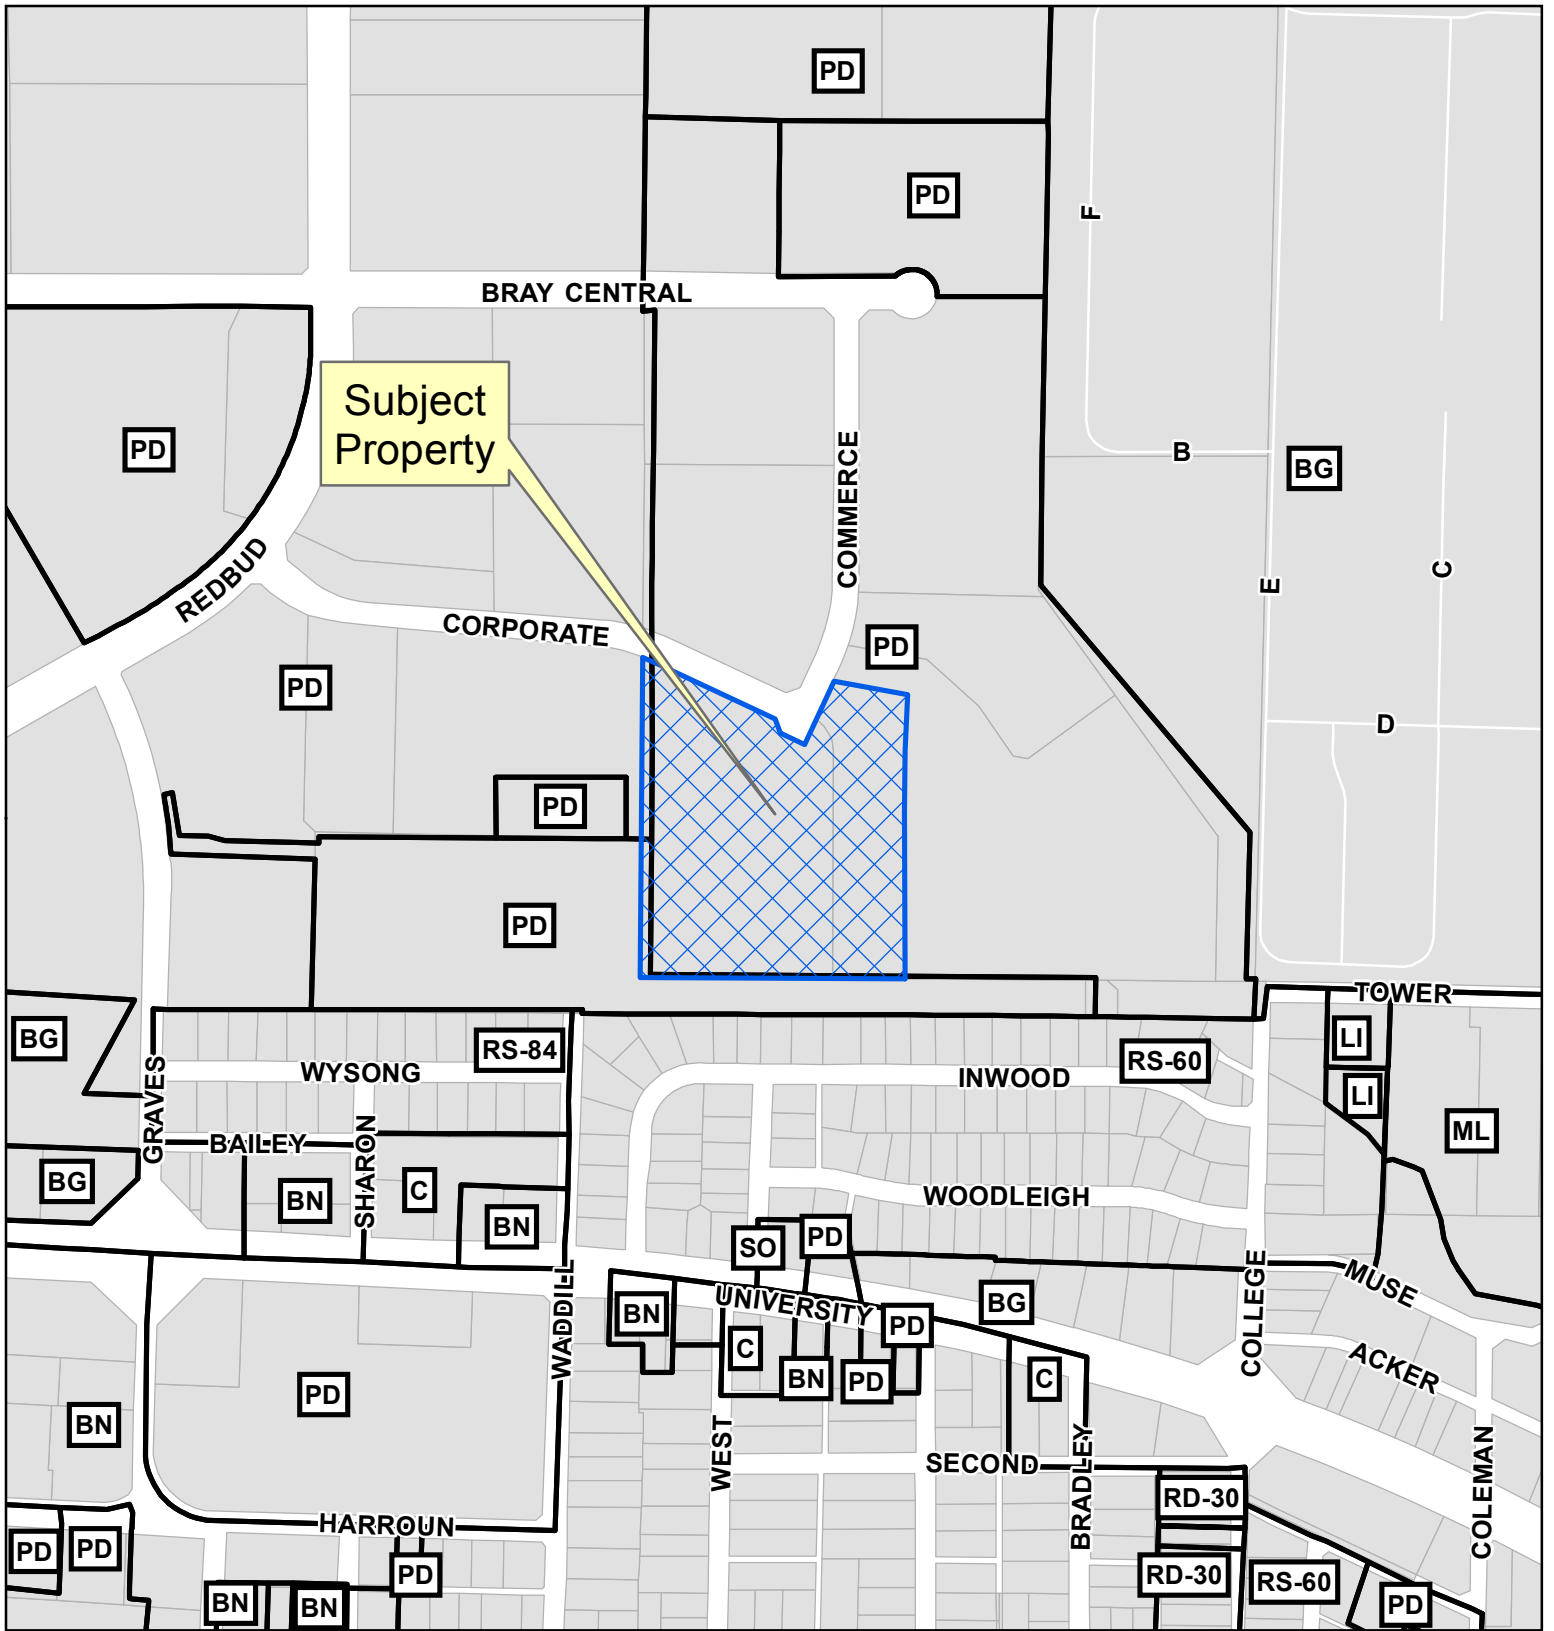 PD
PD
F
BRAY CENTRAL
Subject
Property
PD
COMMERCE
B
BG
REDBUD
E
C
CORPORATE
PD
PD
D
PD
PD
TOWER
BG
RS-84
LI
WYSONG
INWOOD
RS-60
LI
GRAVES
BAILEY
SHARON
ML
BG
BN
C
BN
WOODLEIGH
SO
PD
COLLEGE
MUSE
WADDILL
BN
UNIVERSITY
BG
PD
C
BN
PD
C
ACKER
PD
BN
WEST
SECOND
BRADLEY
COLEMAN
RD-30
HARROUN
PD
PD
PD
RD-30
RS-60
BN
BN
PD